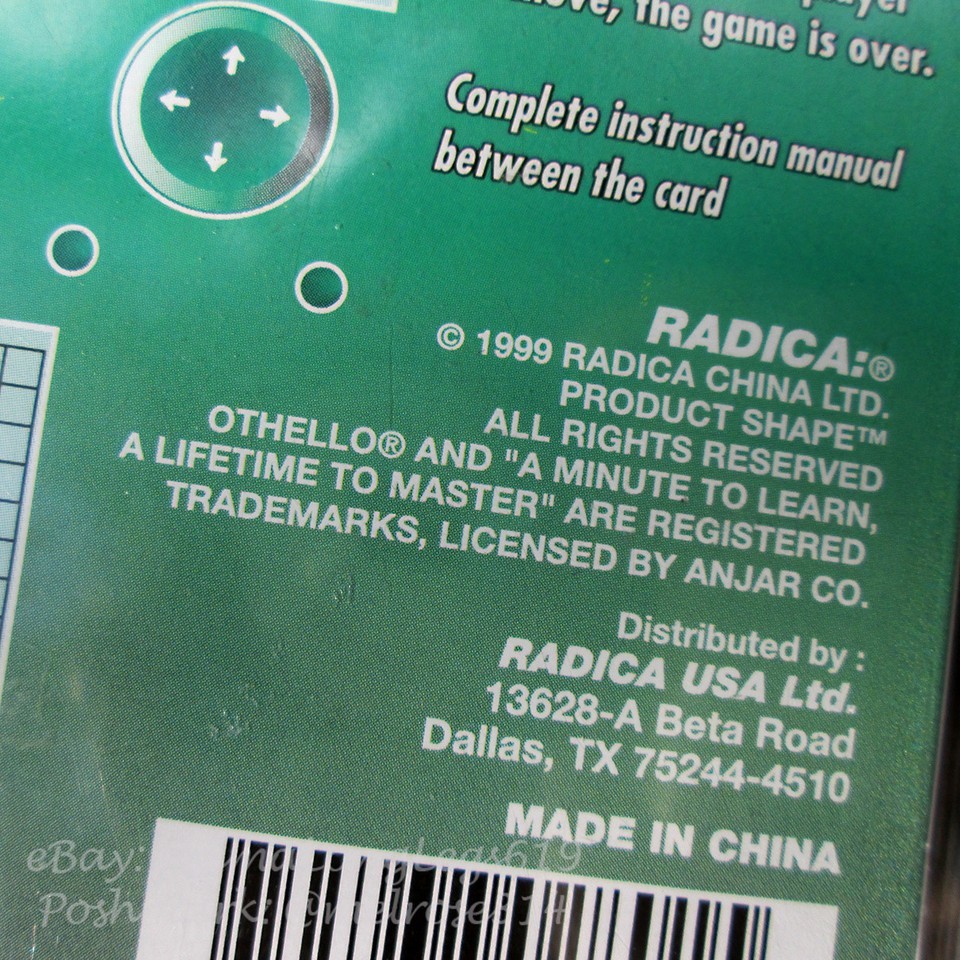 the game is over.
Complete instruction manual
between the card
RADICA:®
© 1999 RADICA CHINA LTD.
PRODUCT SHAPE™
ALL RIGHTS RESERVED
OTHELLO® AND "A MINUTE TO LEARN,
A LIFETIME TO MASTER" ARE REGISTERED
TRADEMARKS, LICENSED BY ANJAR CO.
Distributed by :
RADICA USA Ltd.
13628-A Beta Road
Dallas, TX 75244-4510
MADE IN CHINA
eBay: